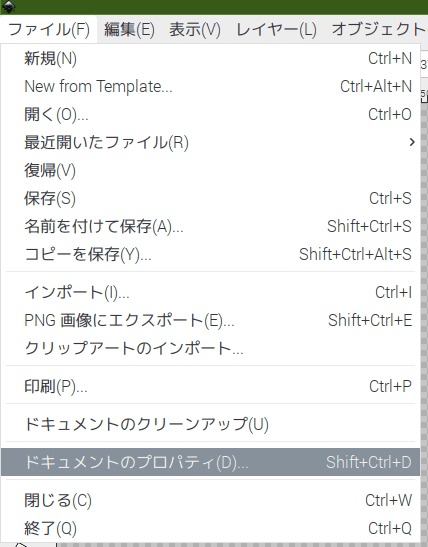 ファイル(F) 編集(E) 表示(V) レイヤー(L) オブジェクト
新規(N) Ctrl+N
New from Template... Ctrl+Alt+N
開く(O)... Ctrl+O
最近開いたファイル(R)
復帰(V)
保存(S) Ctrl+S
名前を付けて保存(A)... Shift+Ctrl+S
コピーを保存(Y)... Shift+Ctrl+Alt+S
インポート(I)... Ctrl+I
PNG 画像にエクスポート(E)... Shift+Ctrl+E
クリップアートのインポート...
印刷(P)... Ctrl+P
ドキュメントのクリーンアップ(U)
ドキュメントのプロパティ(D)... Shift+Ctrl+D
閉じる(C) Ctrl+W
終了(Q) Ctrl+Q